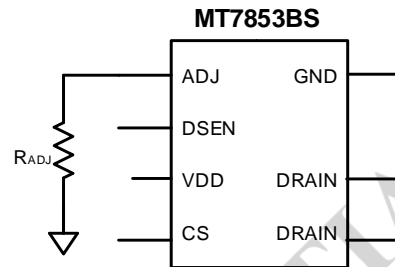 MT7853BS
ADJ GND
DSEN
RADJ
VDD DRAIN
CS DRAIN